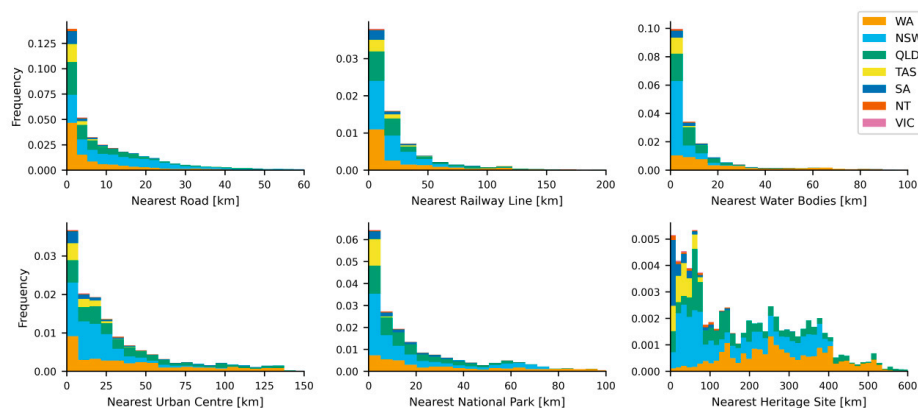 Frequency
0.125
0.100
0.075
0.050
0.025
0.000
0 10 20 30 40 50 60
Nearest Road [km]
0.03
0.01
0.00
0 50 100 150 200
Nearest Railway Line [km]
0.10
0.08
0.06
0.04
0.02
0.00
0 20 40 60 80 100
Nearest Water Bodies [km]
WA
NSW
QLD
TAS
SA
NT
VIC
Frequency
0.03
0.02
0.01
0.00
0 25 50 75 100 125 150
Nearest Urban Centre [km]
0.06
0.05
0.04
0.03
0.02
0.01
0.00
0 20 40 60 80 100
Nearest National Park [km]
0.005
0.004
0.003
0.002
0.001
0.000
0 100 200 300 400 500 600
Nearest Heritage Site [km]